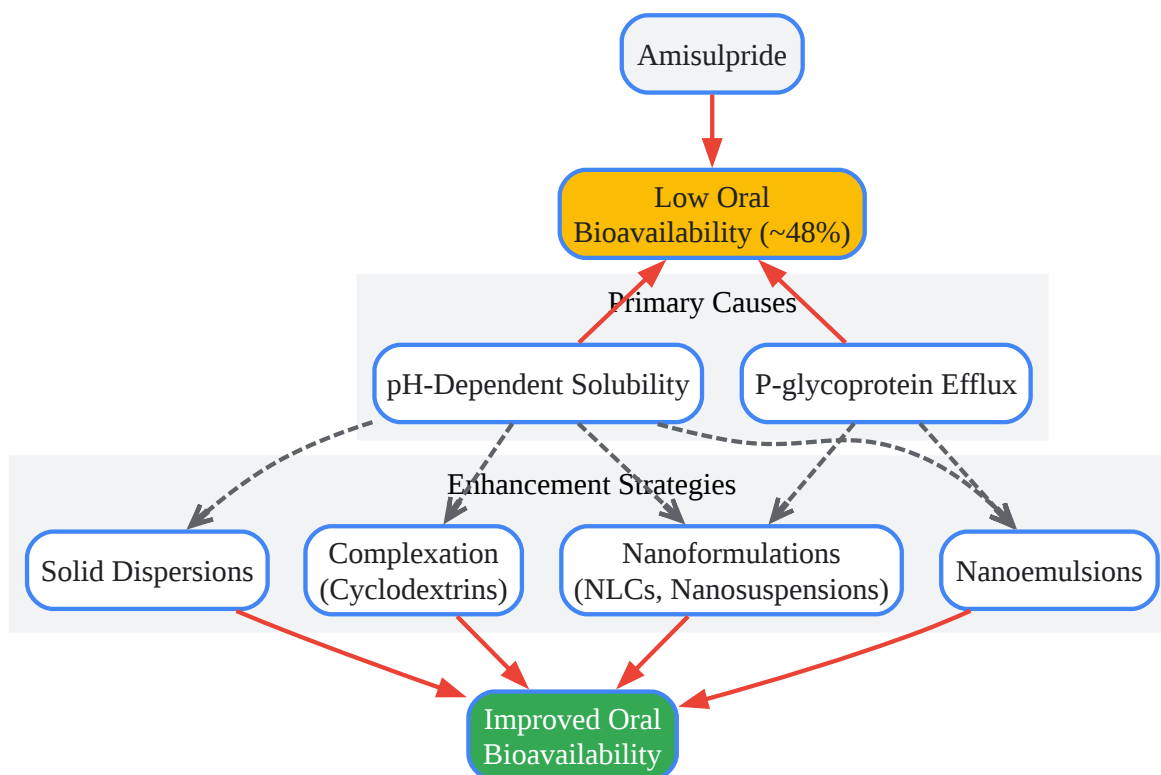 Amisulpride
Low Oral
Bioavailability (~48%)
Primary Causes
pH-Dependent Solubility
P-glycoprotein Efflux
Enhancement Strategies
Solid Dispersions
Complexation
(Cyclodextrins)
Nanoformulations
(NLCs, Nanosuspensions)
Nanoemulsions
Improved Oral
Bioavailability